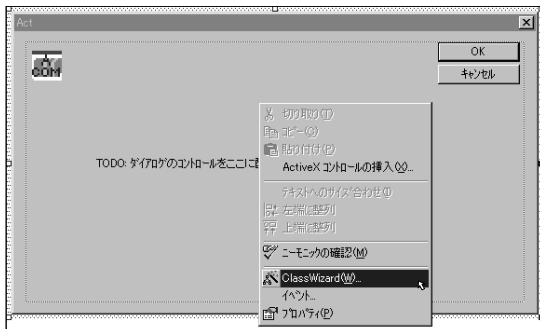 Act
OK
キャンセル
COM
TODO: ダイアログのコントロールをここに
切り取り(T)
コピー(C)
貼り付け(P)
ActiveX コントロールの挿入(X)...
テキストへのサイズ合わせ(I)
左端に整列
上端に整列
ニーモニックの確認(M)
ClassWizard(W)...
イベント...
プロパティ(P)